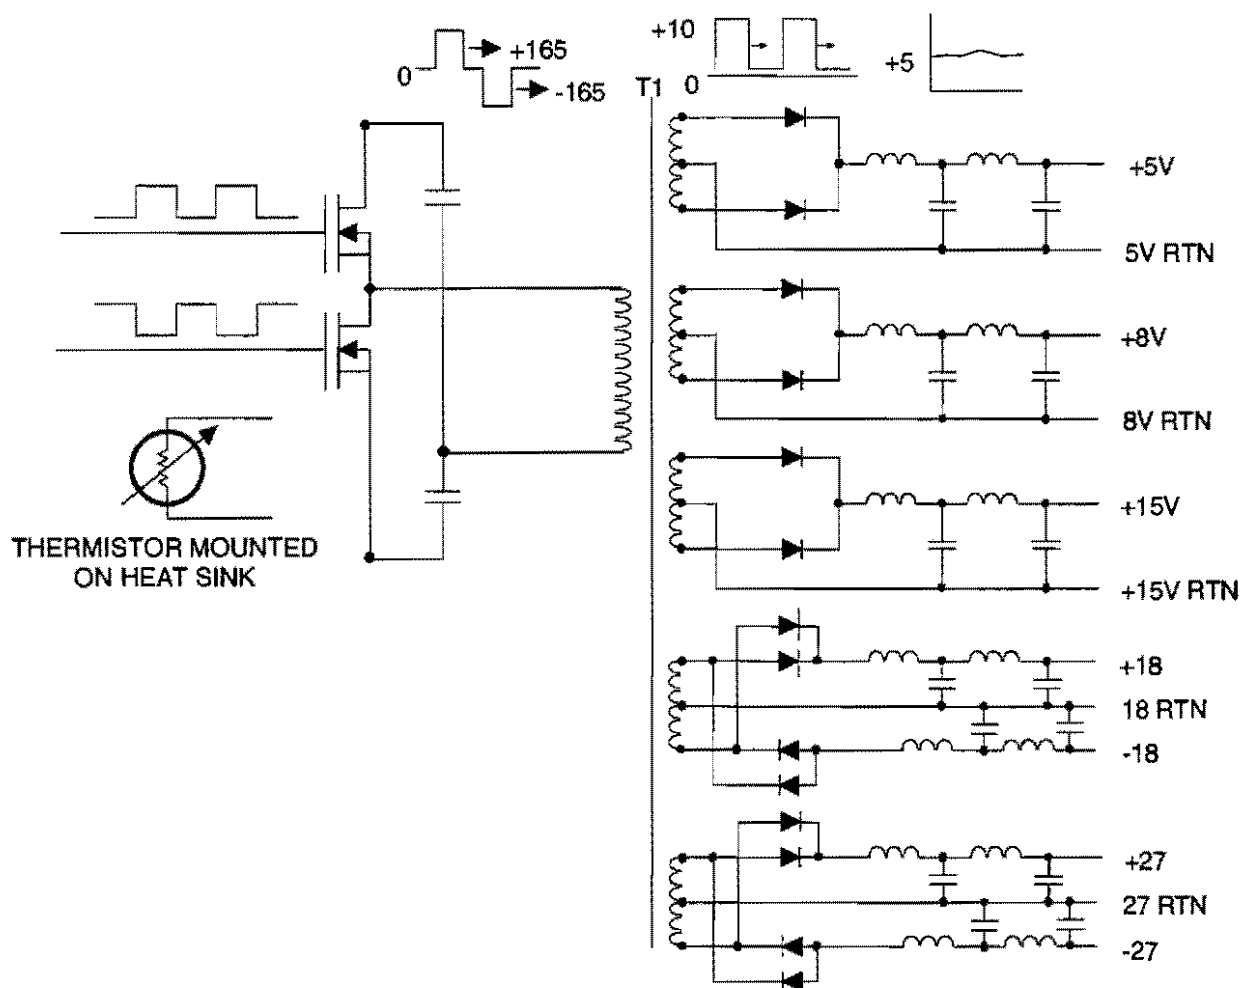 0
+165
-165
+10
0
+5
T1
+5V
5V RTN
+8V
8V RTN
+15V
+15V RTN
THERMISTOR MOUNTED
ON HEAT SINK
+18
18 RTN
-18
+27
27 RTN
-27